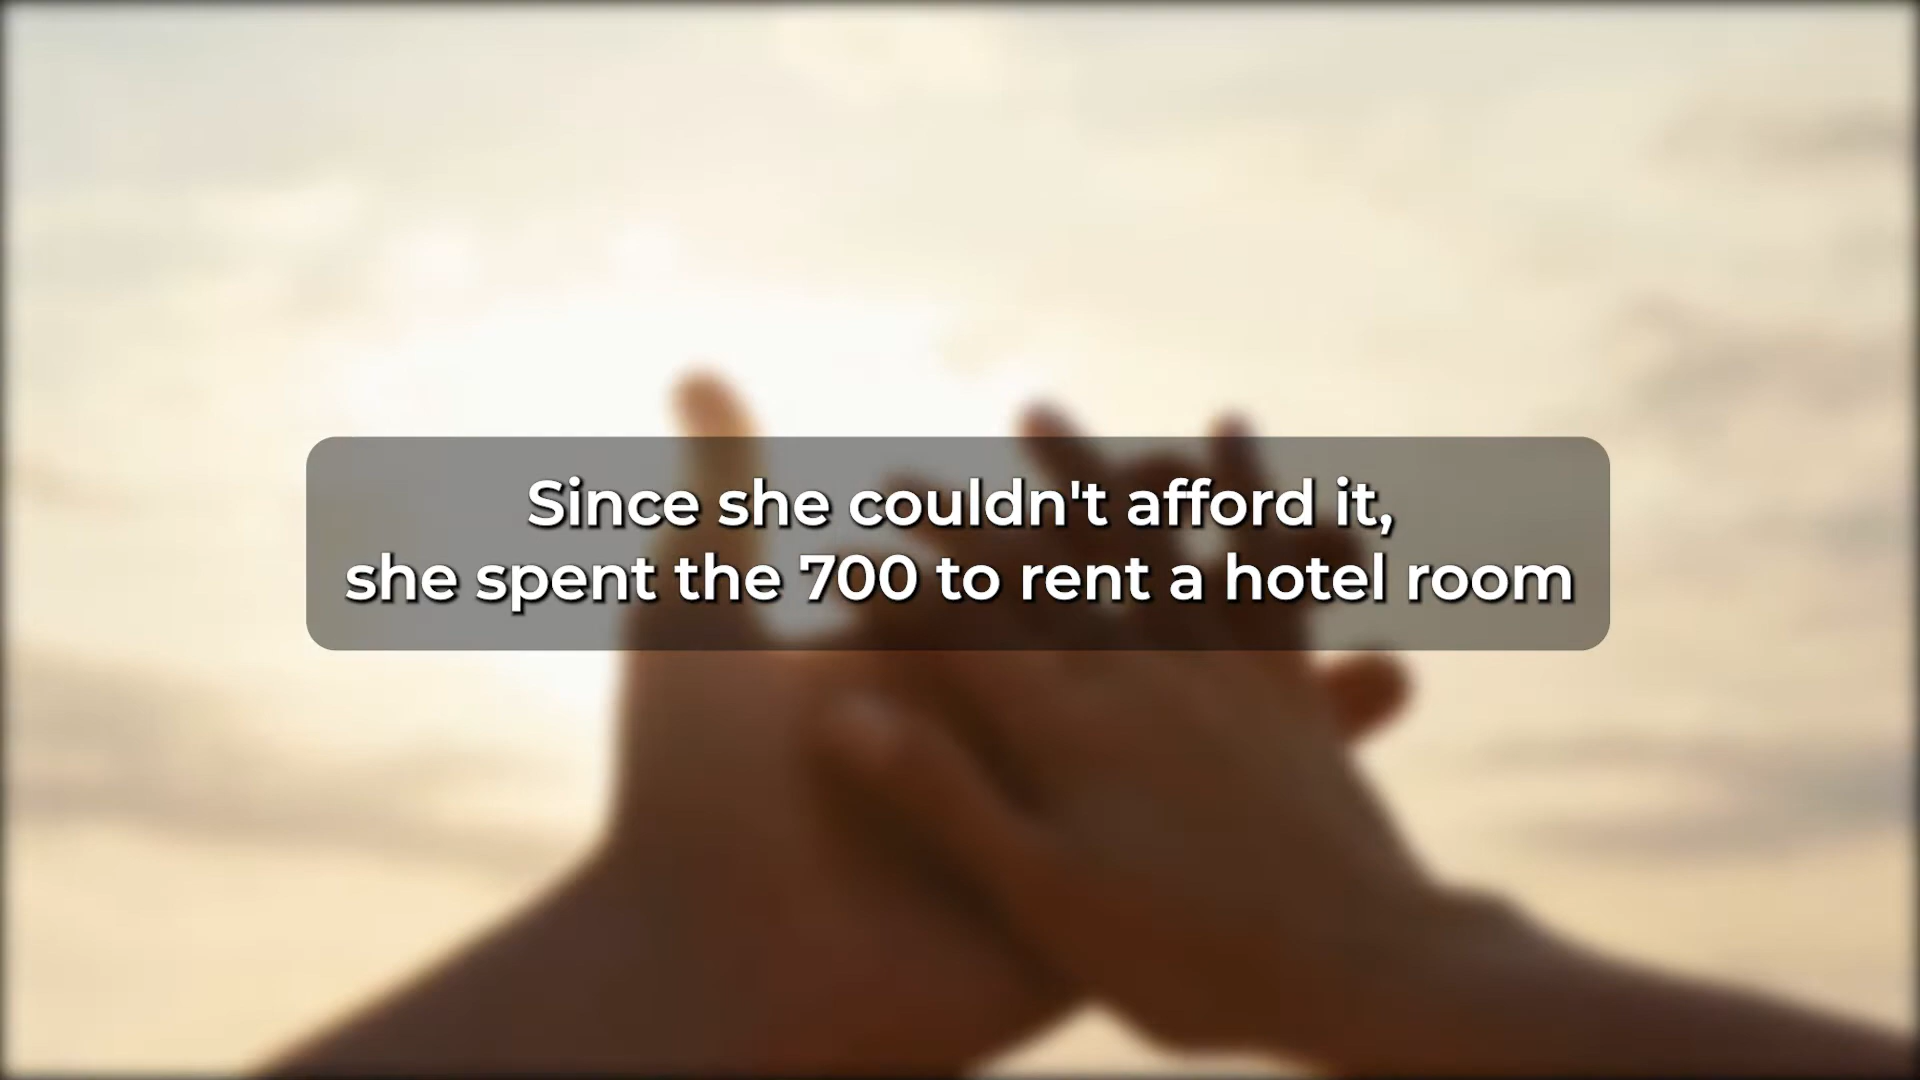 Since she couldn't afford it,
she spent the 700 to rent a hotel room